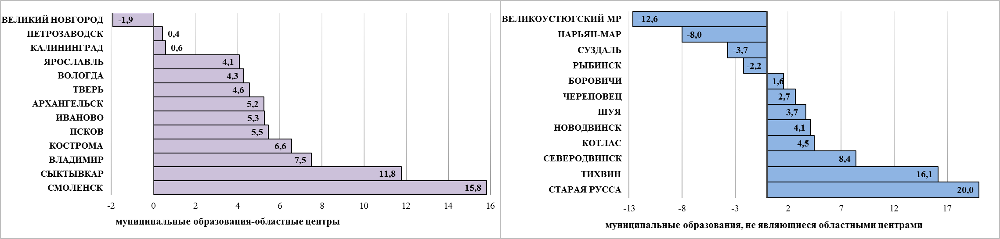 ВЕЛИКИЙ НОВГОРОД -1,9
ПЕТРОЗАВОДСК 0,4
КАЛИНИНГРАД 0,6
ЯРОСЛАВЛЬ 4,1
ВОЛОГДА 4,3
ТВЕРЬ 4,6
АРХАНГЕЛЬСК 5,2
ИВАНОВО 5,3
ПСКОВ 5,5
КОСТРОМА 6,6
ВЛАДИМИР 7,5
СЫКТЫВКАР 11,8
СМОЛЕНСК 15,8
-2 0 2 4 6 8 10 12 14 16
муниципальные образования-областные центры
ВЕЛИКОУСТЮГСКИЙ МР -12,6
НАРЬЯН-МАР -8,0
СУЗДАЛЬ -3,7
РЫБИНСК -2,2
БОРОВИЧИ 1,6
ЧЕРЕПОВЕЦ 2,7
ШУЯ 3,7
НОВОДВИНСК 4,1
КОТЛАС 4,5
СЕВЕРОДВИНСК 8,4
ТИХВИН 16,1
СТАРАЯ РУССА 20,0
-13 -8 -3 2 7 12 17
муниципальные образования, не являющиеся областными центрами